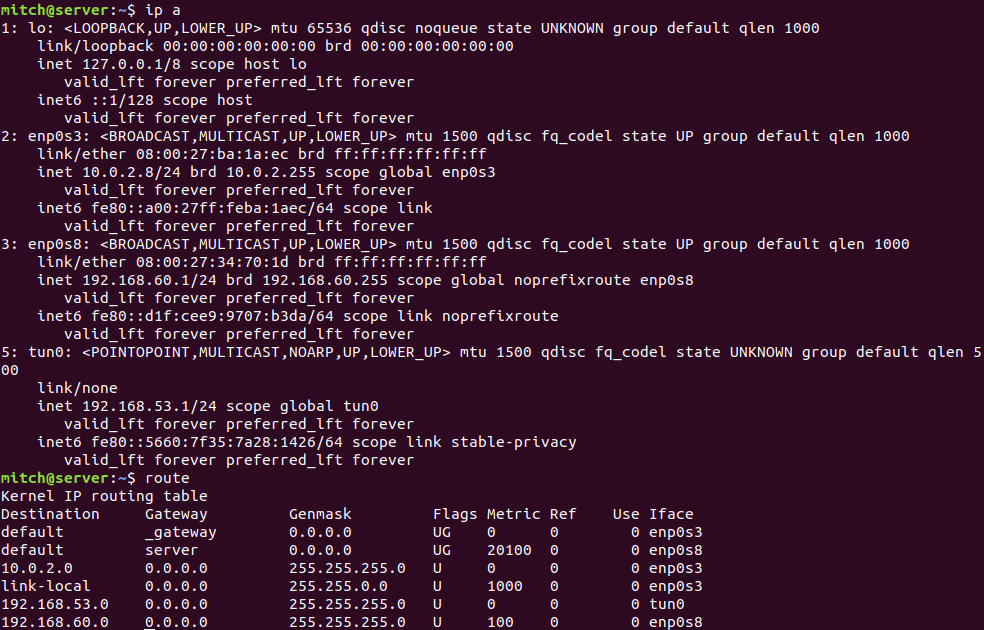 mitch@server:~$ ip a
1: lo: <LOOPBACK,UP,LOWER_UP> mtu 65536 qdisc noqueue state UNKNOWN group default qlen 1000
    link/loopback 00:00:00:00:00:00 brd 00:00:00:00:00:00
    inet 127.0.0.1/8 scope host lo
       valid_lft forever preferred_lft forever
    inet6 ::1/128 scope host
       valid_lft forever preferred_lft forever
2: enp0s3: <BROADCAST,MULTICAST,UP,LOWER_UP> mtu 1500 qdisc fq_codel state UP group default qlen 1000
    link/ether 08:00:27:ba:1a:ec brd ff:ff:ff:ff:ff:ff
    inet 10.0.2.8/24 brd 10.0.2.255 scope global enp0s3
       valid_lft forever preferred_lft forever
    inet6 fe80::a00:27ff:feba:1aec/64 scope link
       valid_lft forever preferred_lft forever
3: enp0s8: <BROADCAST,MULTICAST,UP,LOWER_UP> mtu 1500 qdisc fq_codel state UP group default qlen 1000
    link/ether 08:00:27:34:70:1d brd ff:ff:ff:ff:ff:ff
    inet 192.168.60.1/24 brd 192.168.60.255 scope global noprefixroute enp0s8
       valid_lft forever preferred_lft forever
    inet6 fe80::d1f:cee9:9707:b3da/64 scope link noprefixroute
       valid_lft forever preferred_lft forever
5: tun0: <POINTOPOINT,MULTICAST,NOARP,UP,LOWER_UP> mtu 1500 qdisc fq_codel state UNKNOWN group default qlen 5
00
    link/none
    inet 192.168.53.1/24 scope global tun0
       valid_lft forever preferred_lft forever
    inet6 fe80::5660:7f35:7a28:1426/64 scope link stable-privacy
       valid_lft forever preferred_lft forever
mitch@server:~$ route
Kernel IP routing table
Destination     Gateway         Genmask         Flags Metric Ref    Use Iface
default         _gateway        0.0.0.0         UG    0      0        0 enp0s3
default         server          0.0.0.0         UG    20100  0        0 enp0s8
10.0.2.0        0.0.0.0         255.255.255.0   U     0      0        0 enp0s3
link-local      0.0.0.0         255.255.0.0     U     1000   0        0 enp0s3
192.168.53.0    0.0.0.0         255.255.255.0   U     0      0        0 tun0
192.168.60.0    0.0.0.0         255.255.255.0   U     100    0        0 enp0s8